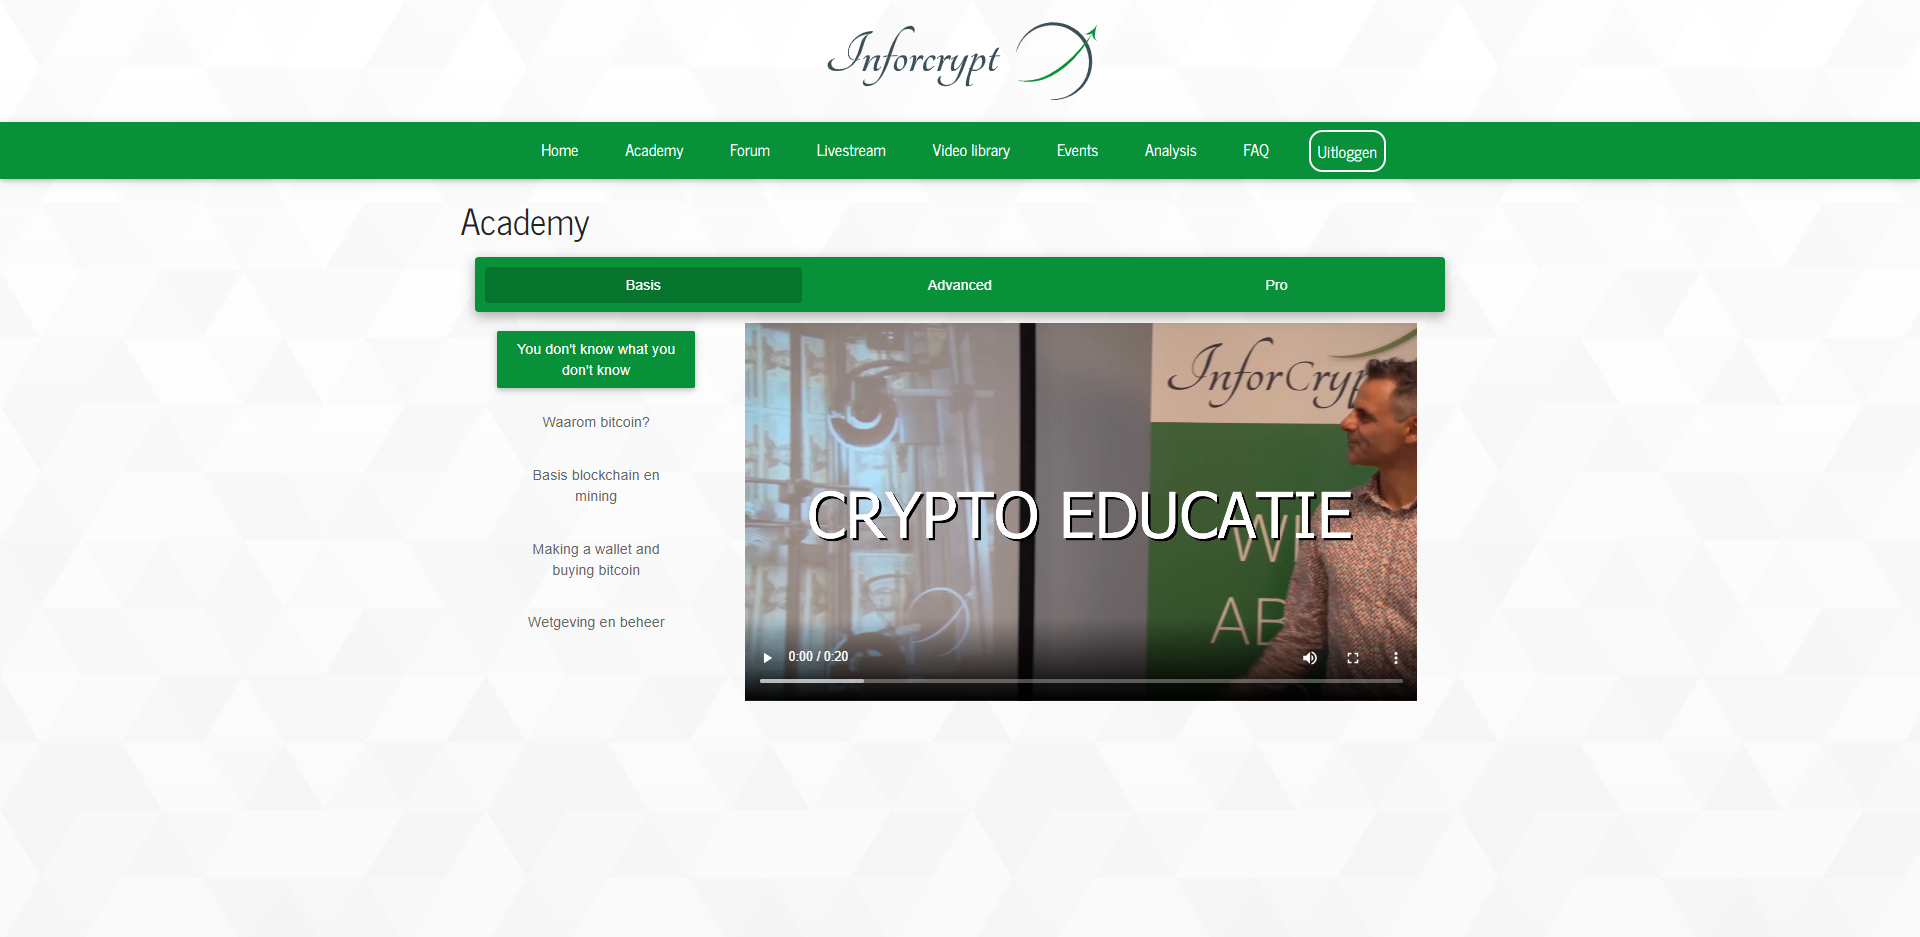 Inforcrypt
Home Academy Forum Livestream Video library Events Analysis FAQ Uitloggen
Academy
Basis Advanced Pro
You don't know what you
don't know
Waarom bitcoin?
Basis blockchain en
mining
Making a wallet and
buying bitcoin
Wetgeving en beheer
InforCryp
CRYPTO EDUCATIE
WI
AB
0:00 / 0:20